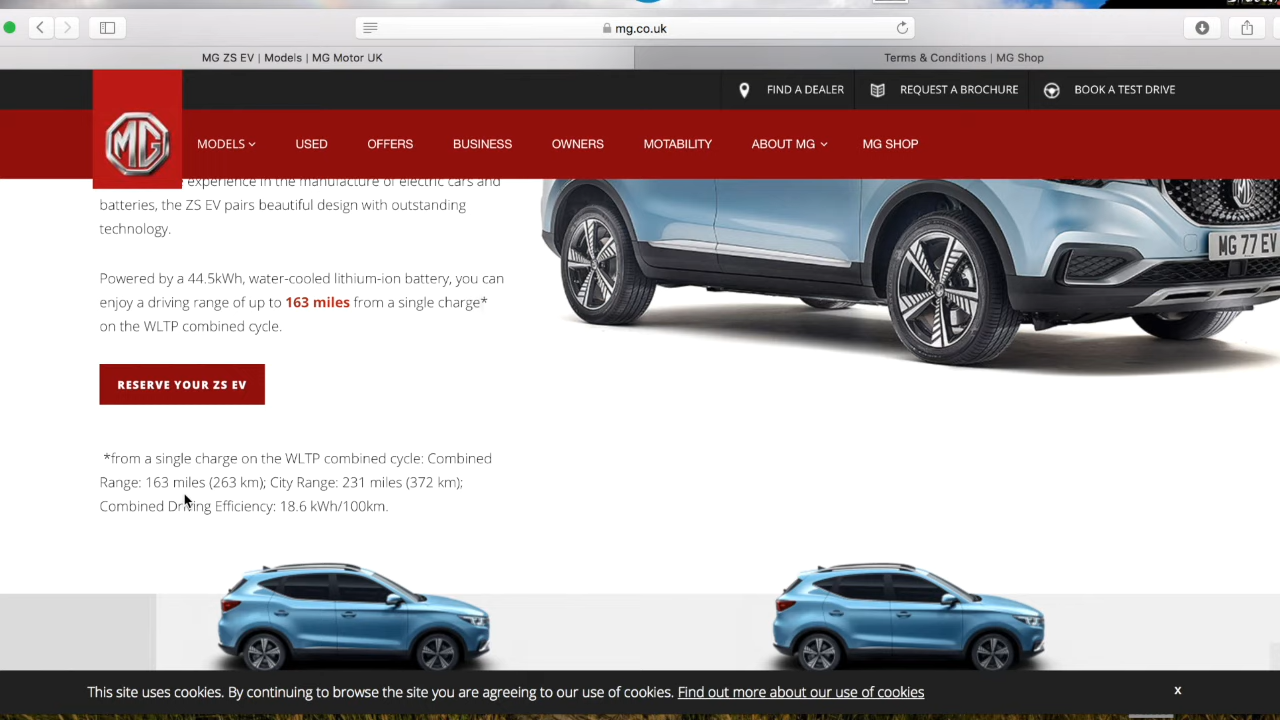 mg.co.uk
MG ZS EV | Models | MG Motor UK
Terms & Conditions | MG Shop
FIND A DEALER
REQUEST A BROCHURE
BOOK A TEST DRIVE
MG
MODELS
USED
OFFERS
BUSINESS
OWNERS
MOTABILITY
ABOUT MG
MG SHOP
experience in the manufacture of electric cars and
batteries, the ZS EV pairs beautiful design with outstanding
technology.
Powered by a 44.5kWh, water-cooled lithium-ion battery, you can
enjoy a driving range of up to 163 miles from a single charge*
on the WLTP combined cycle.
MG 77 EV
RESERVE YOUR ZS EV
*from a single charge on the WLTP combined cycle: Combined
Range: 163 miles (263 km); City Range: 231 miles (372 km);
Combined Driving Efficiency: 18.6 kWh/100km.
This site uses cookies. By continuing to browse the site you are agreeing to our use of cookies. Find out more about our use of cookies
x